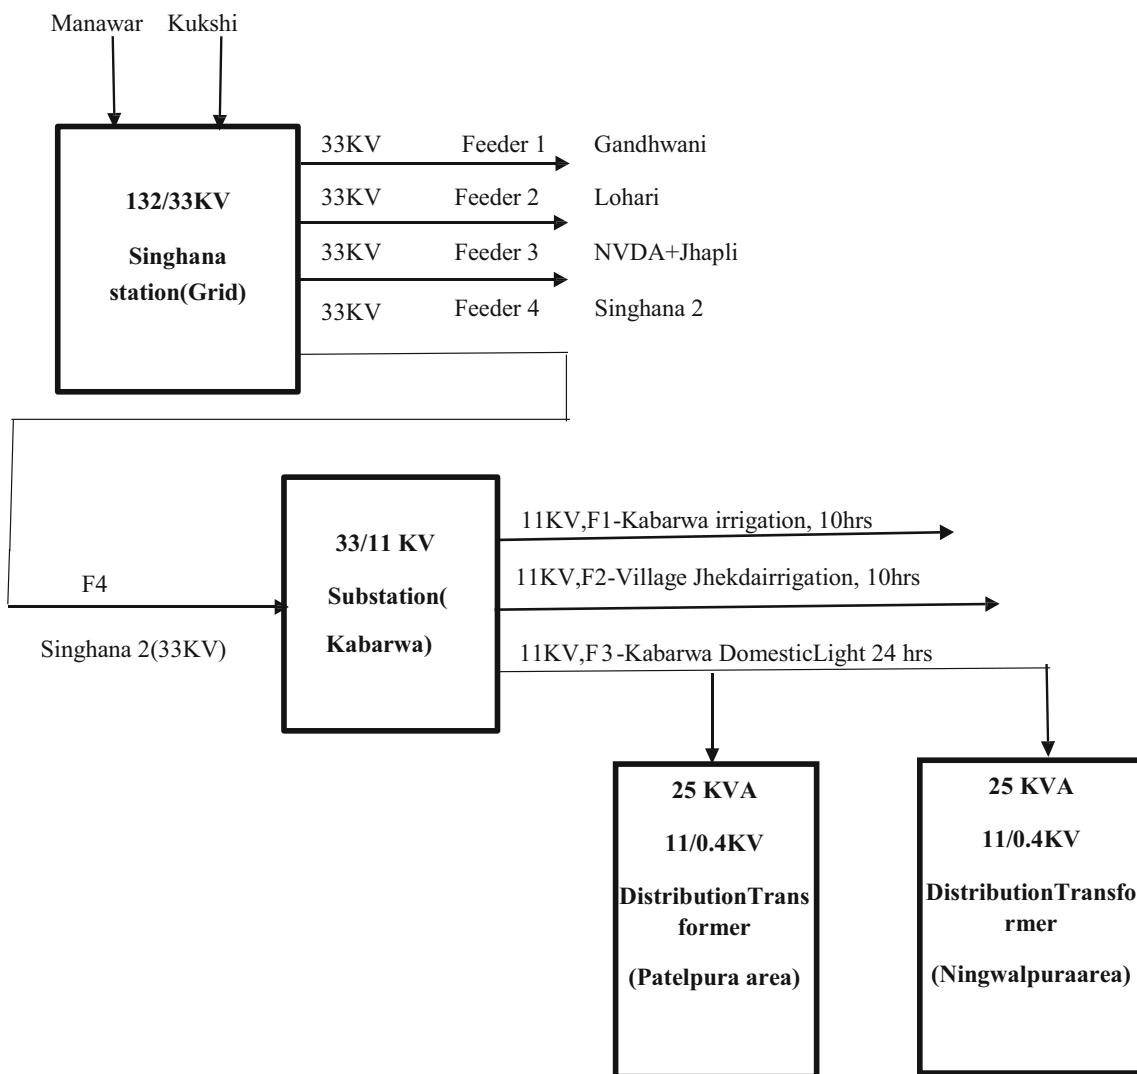 Manawar Kukshi
33KV Feeder 1 Gandhwani
132/33KV
Singhana
station(Grid)
33KV Feeder 2 Lohari
33KV Feeder 3 NVDA+Jhapli
33KV Feeder 4 Singhana 2
F4
Singhana 2(33KV)
33/11 KV
Substation(
Kabarwa)
11KV,F1-Kabarwa irrigation, 10hrs
11KV,F2-Village Jhekdairrigation, 10hrs
11KV,F3-Kabarwa DomesticLight 24 hrs
25 KVA
11/0.4KV
DistributionTrans
former
(Patelpura area)
25 KVA
11/0.4KV
DistributionTransfo
rmer
(Ningwalpuraarea)